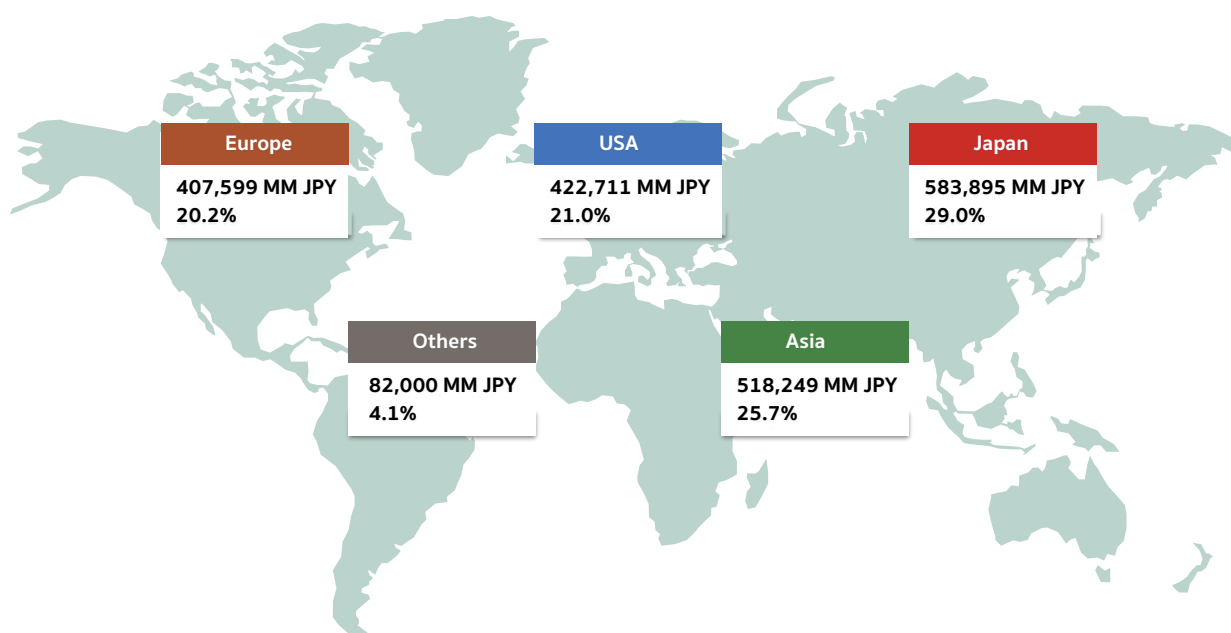 Europe
407,599 MM JPY
20.2%
USA
422,711 MM JPY
21.0%
Japan
583,895 MM JPY
29.0%
Others
82,000 MM JPY
4.1%
Asia
518,249 MM JPY
25.7%